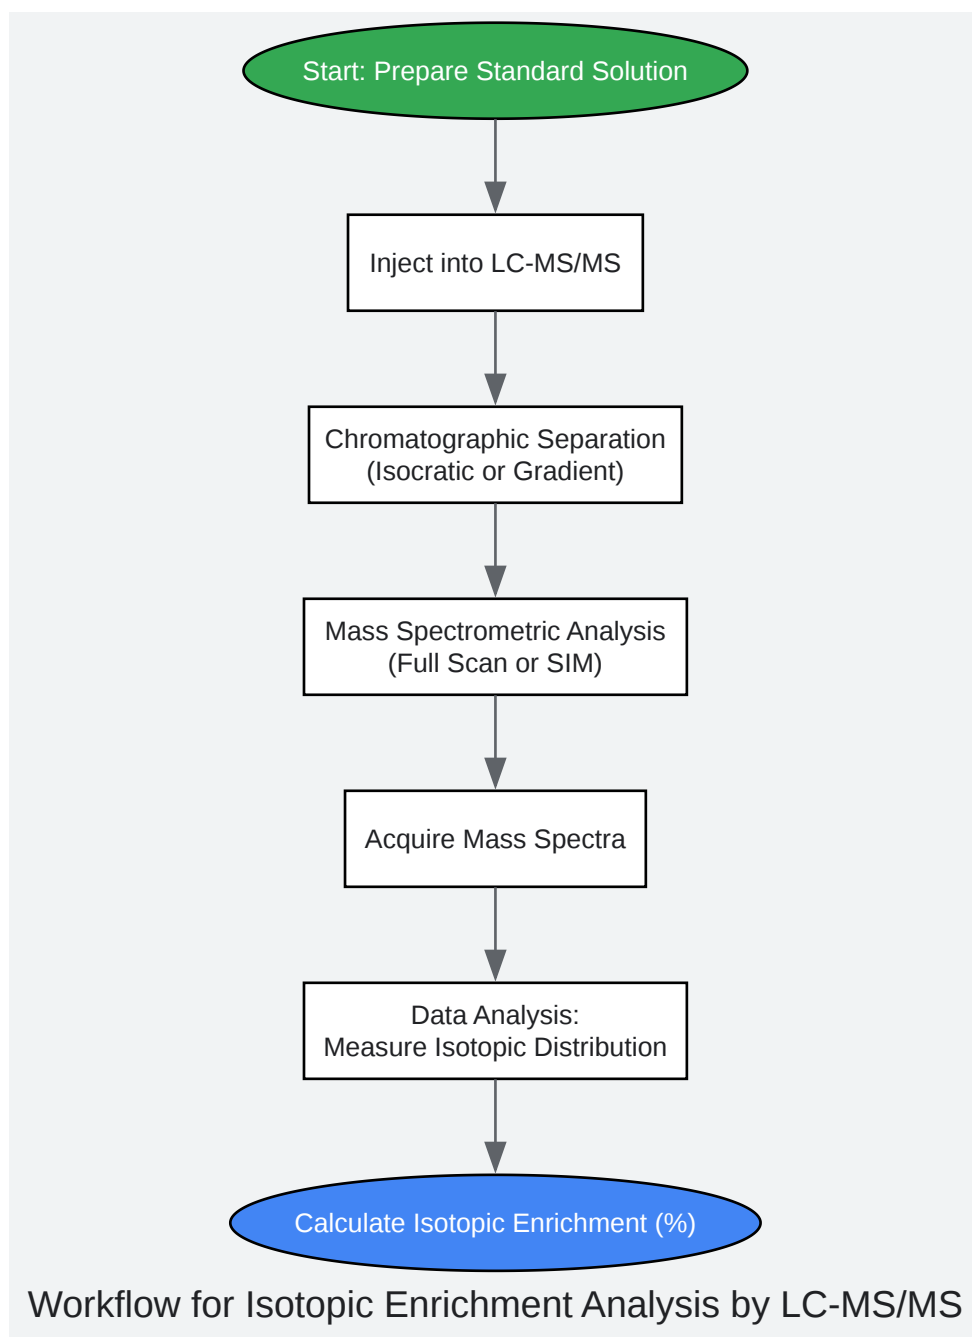 Start: Prepare Standard Solution
Inject into LC-MS/MS
Chromatographic Separation
(Isocratic or Gradient)
Mass Spectrometric Analysis
(Full Scan or SIM)
Acquire Mass Spectra
Data Analysis:
Measure Isotopic Distribution
Calculate Isotopic Enrichment (%)
Workflow for Isotopic Enrichment Analysis by LC-MS/MS